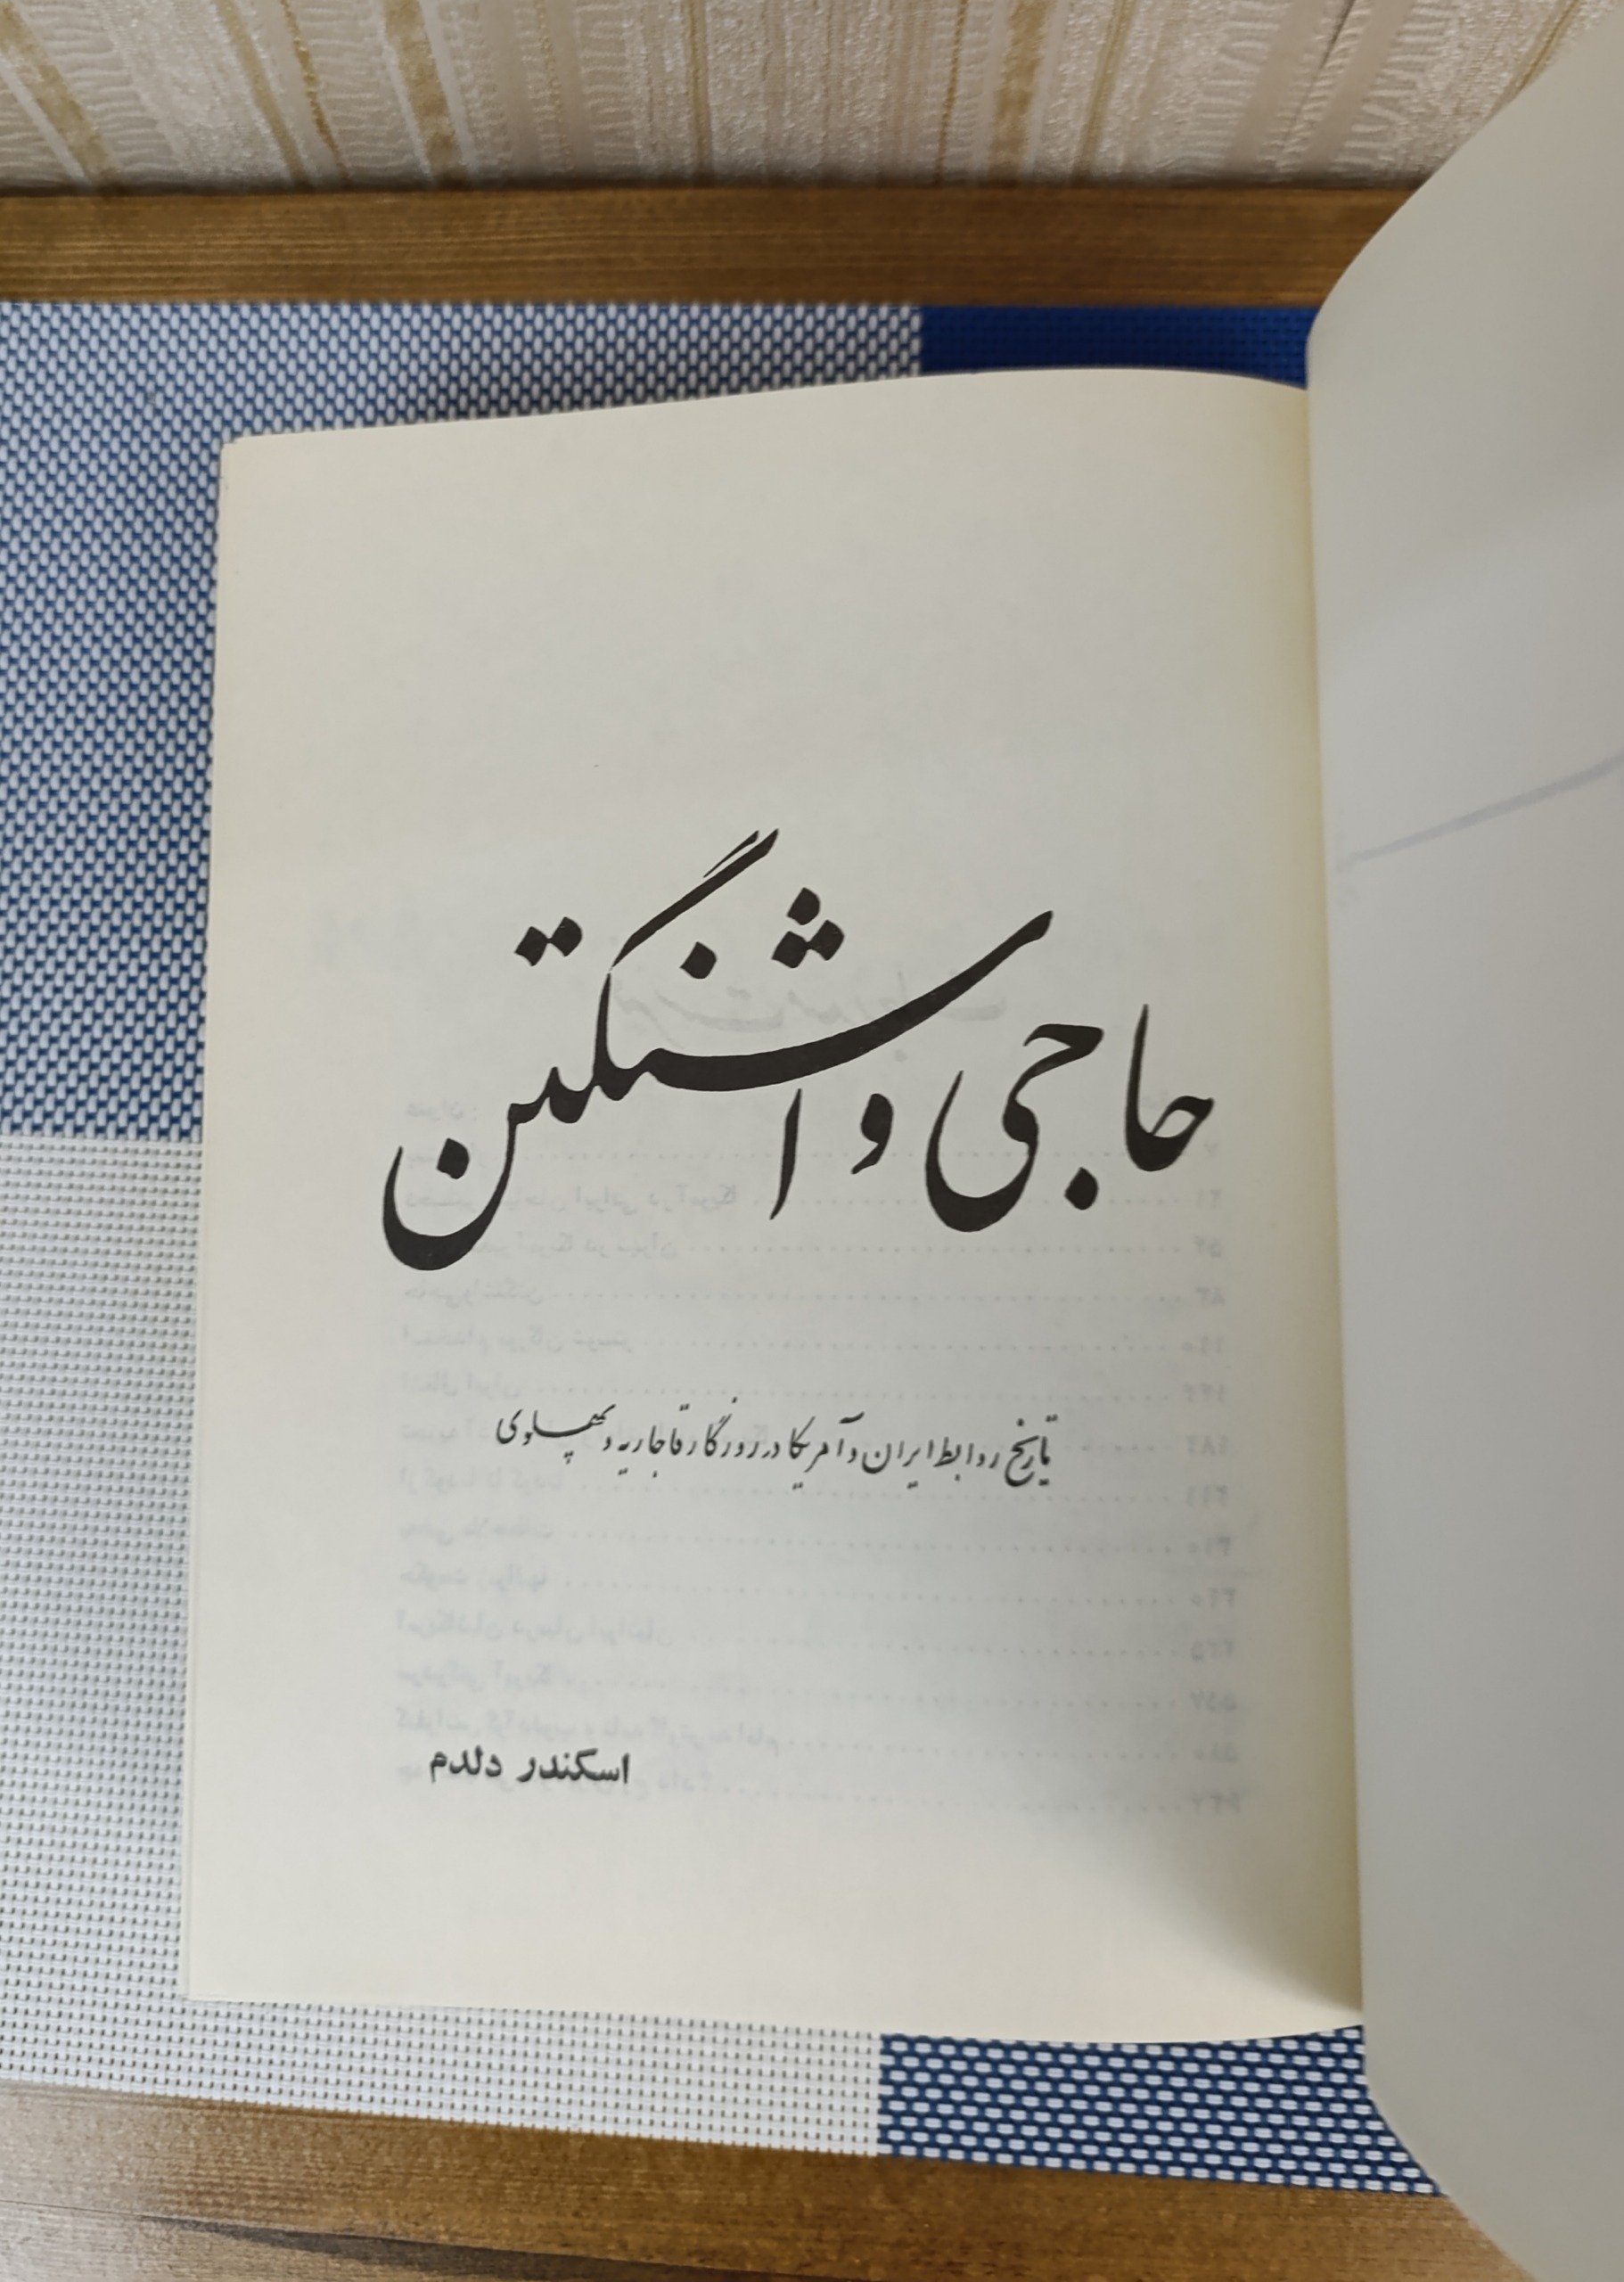 حاجی واشنگتن
تاریخ روابط ایران و آمریکا در روزگار قاجاریه و پهلوی
اسکندر دلدم